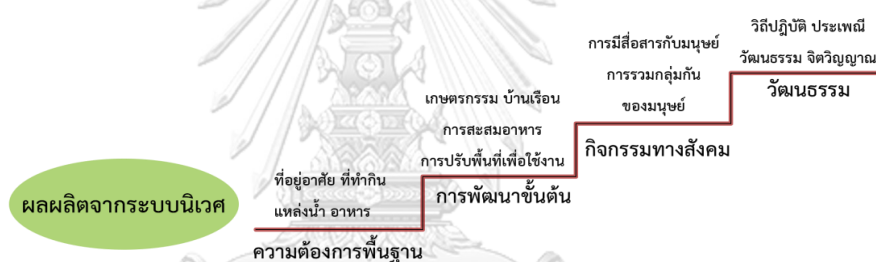 ผลผลิตจากระบบนิเวศ
ที่อยู่อาศัย ที่ทำกิน
แหล่งน้ำ อาหาร
ความต้องการพื้นฐาน
เกษตรกรรม บ้านเรือน
การสะสมอาหาร
การปรับพื้นที่เพื่อใช้งาน
การพัฒนาขั้นต้น
การมีสื่อสารกับมนุษย์
การรวมกลุ่มกัน
ของมนุษย์
กิจกรรมทางสังคม
วิถีปฎิบัติ ประเพณี
วัฒนธรรม จิตวิญญาณ
วัฒนธรรม